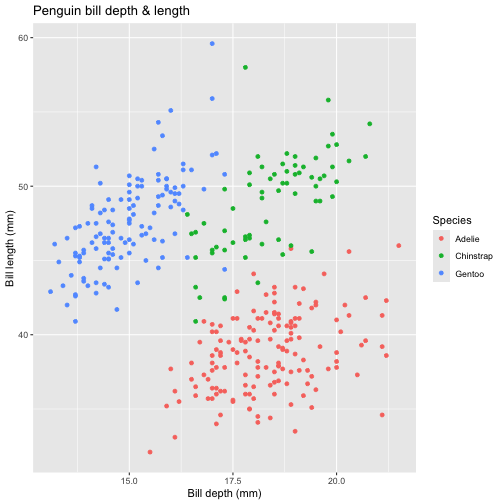 Penguin bill depth & length
60
50
40
Bill length (mm)
15.0
17.5
20.0
Bill depth (mm)
Species
Adelie
Chinstrap
Gentoo